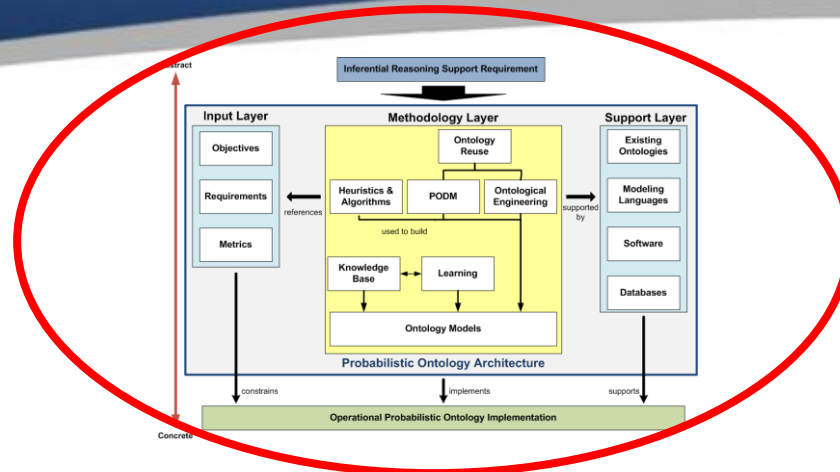 Inferential Reasoning Support Requirement
Input Layer
Methodology Layer
Support Layer
Objectives
Requirements
Metrics
references
Ontology
Reuse
Heuristics &
Algorithms
PODM
Ontological
Engineering
used to build
Knowledge
Base
Learning
Ontology Models
supported
by
Existing
Ontologies
Modeling
Languages
Software
Databases
Probabilistic Ontology Architecture
constrains
implements
supports
Operational Probabilistic Ontology Implementation
Concrete